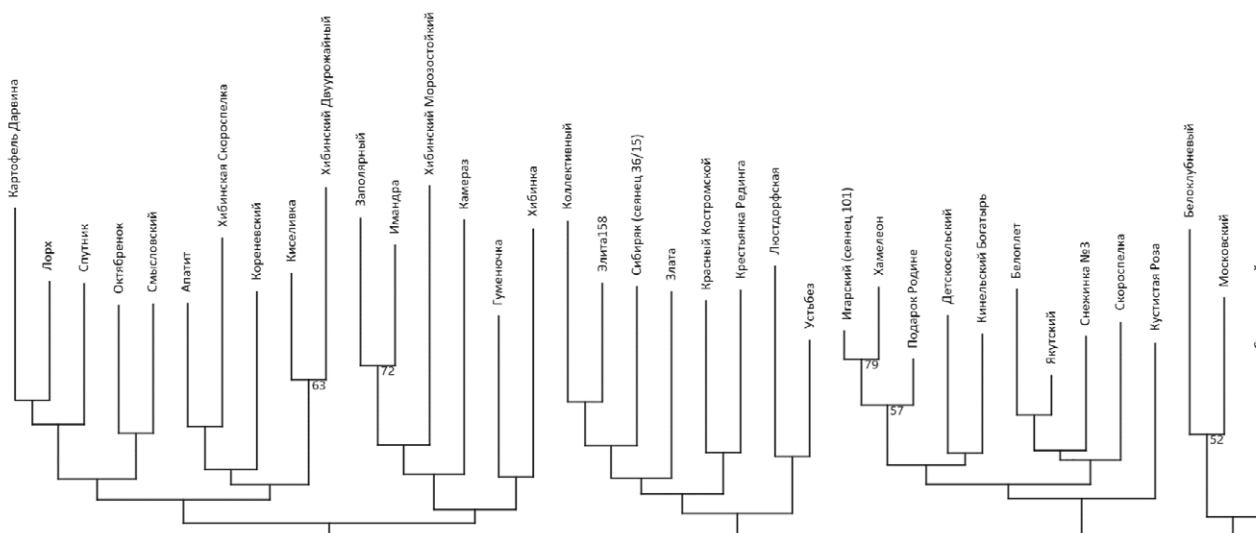 Картофель Дарвина
Лорх
Спутник
Октябренок
Смысловский
Апатит
Хибинская Скороспелка
Кореневский
Киселивка
Хибинский Двуурожайный
Заполярный
Имандра
Хибинский Морозостойкий
Камераз
Гуменючка
Хибинка
Коллективный
Элита158
Сибиряк (сеянец 36/15)
Злата
Красный Костромской
Крестьянка Рединга
Люстдорфская
Устьбез
Игарский (сеянец 101)
Хамелеон
Подарок Родине
Детскосельский
Кинельский Богатырь
Белоплет
Якутский
Снежинка №3
Скороспелка
Кустистая Роза
Белоклубневый
Московский
63
72
79
57
52